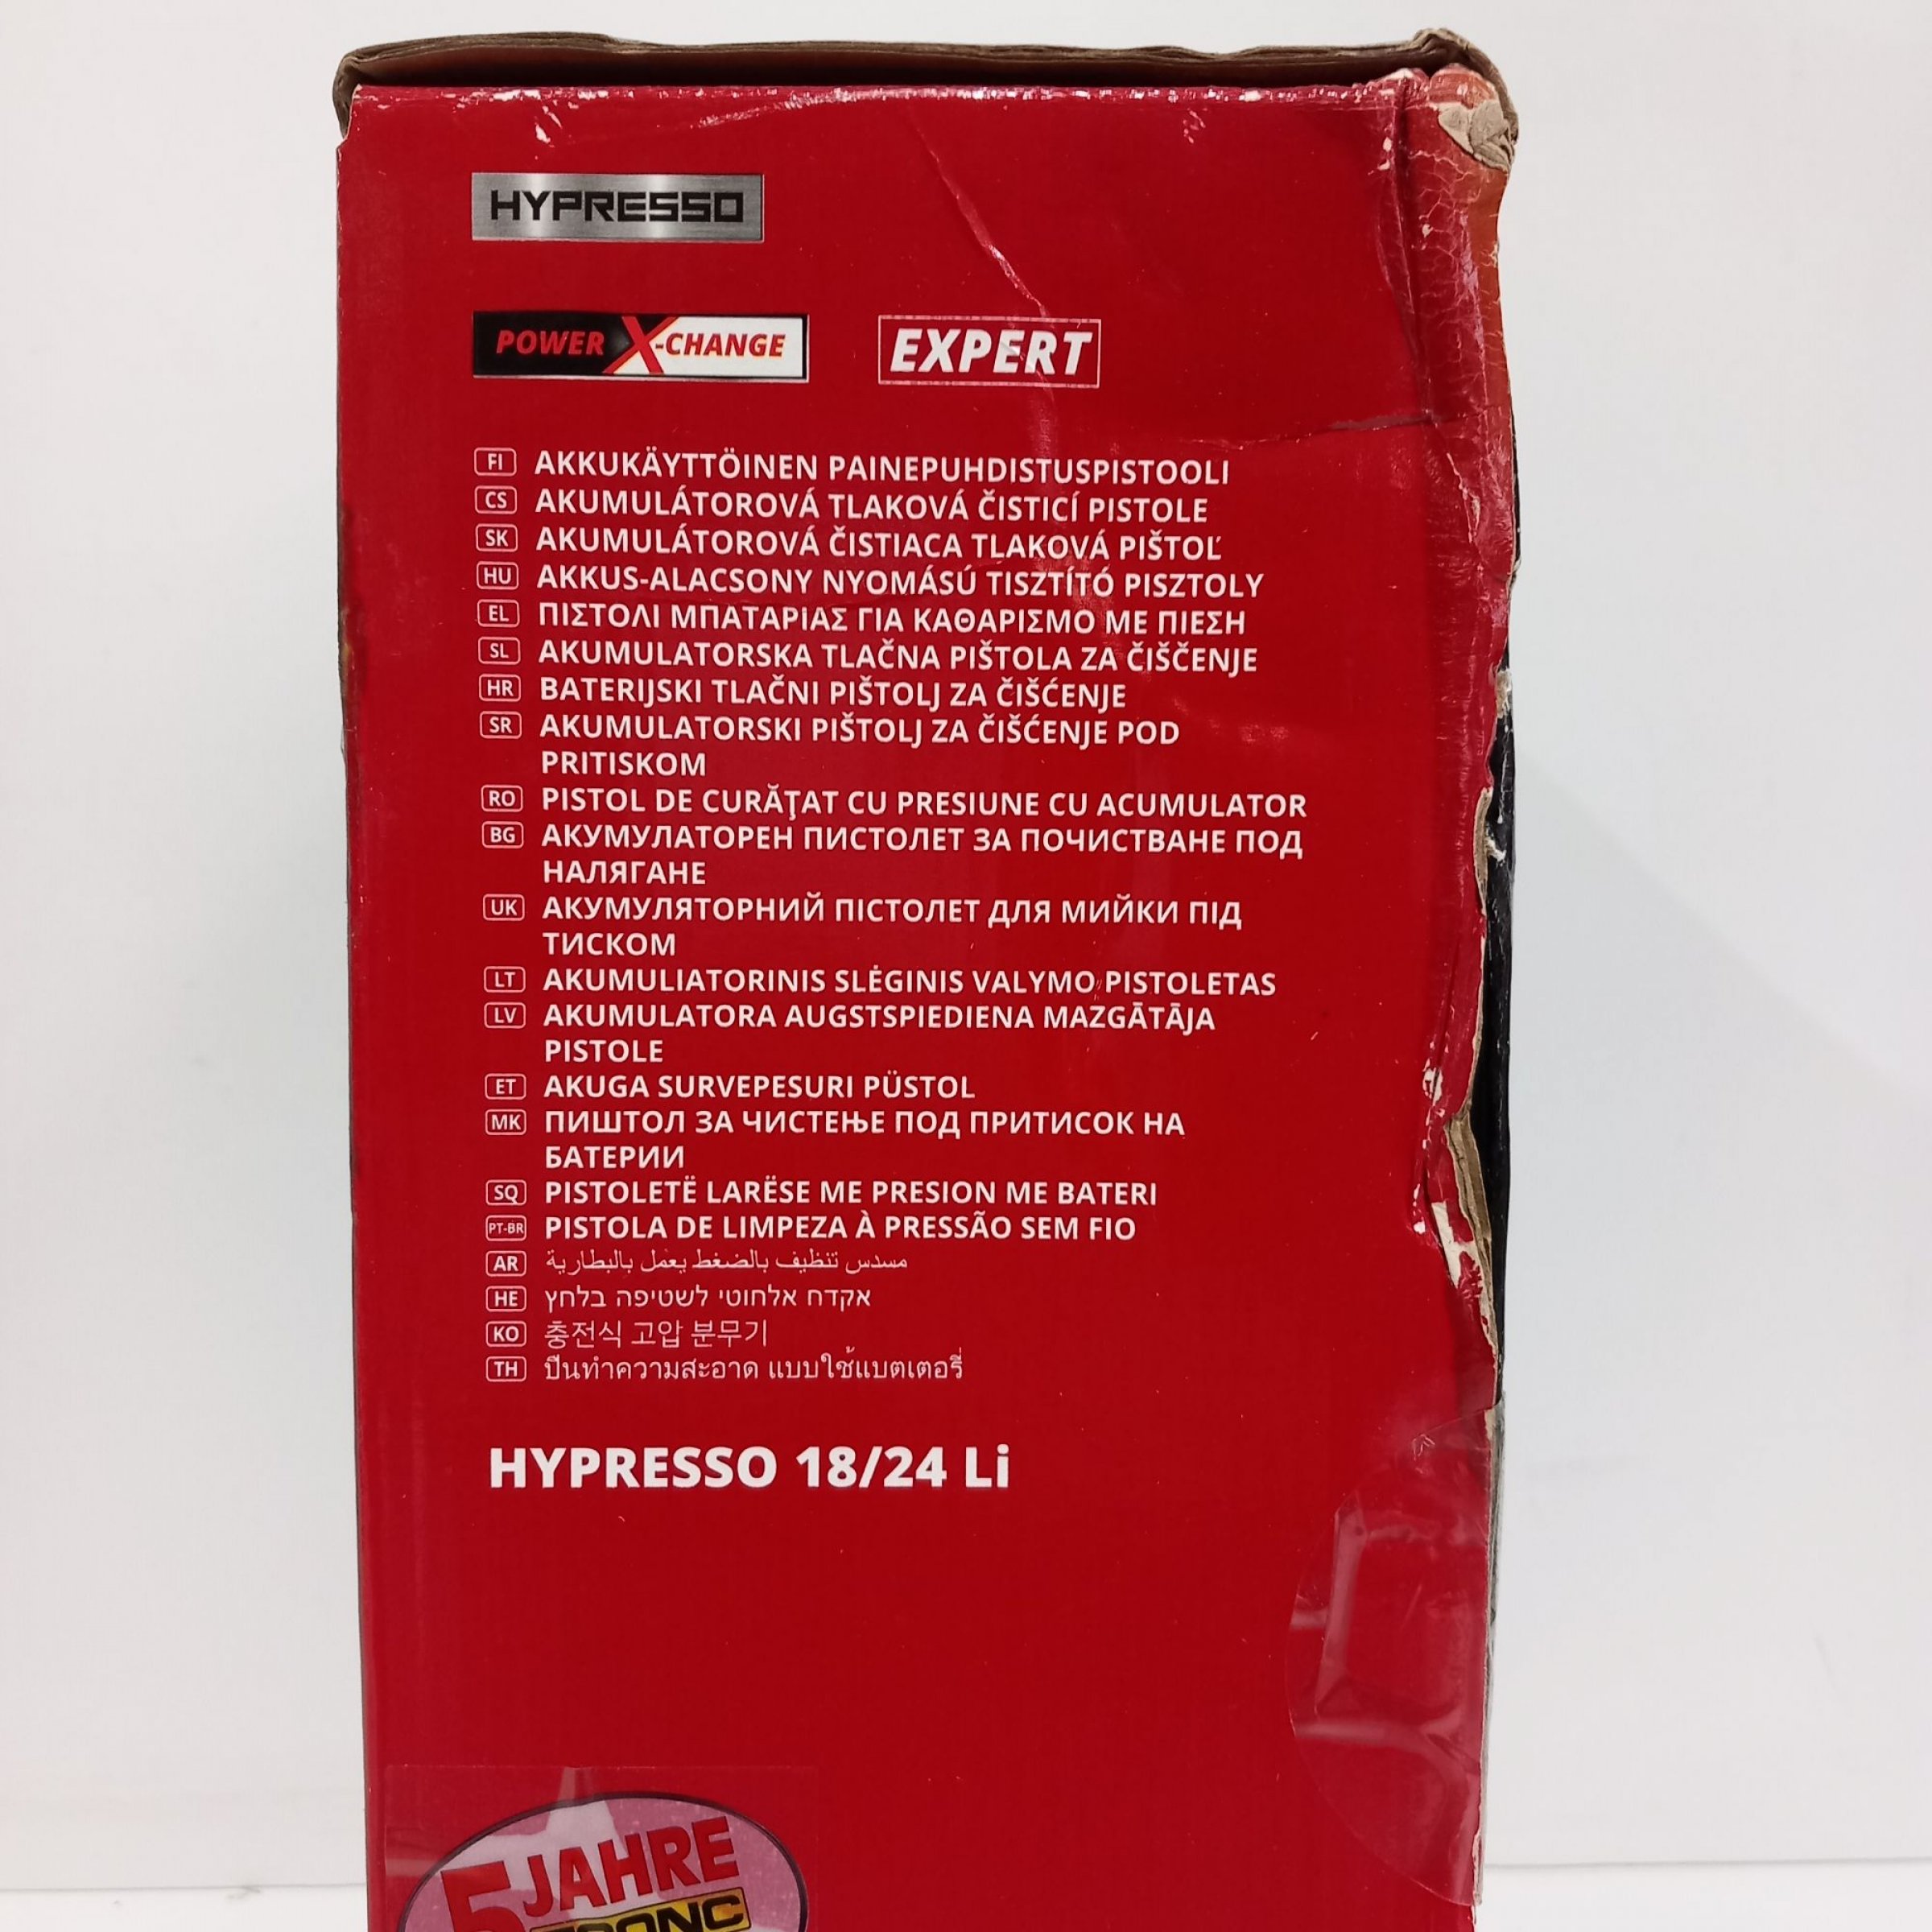 HYPRESSO
POWER X-CHANGE EXPERT
FI AKKUKÄYTTÖINEN PAINEPUHDISTUSPISTOOLI
CS AKUMULÁTOROVÁ TLAKOVÁ ČISTICÍ PISTOLE
SK AKUMULÁTOROVÁ ČISTIACA TLAKOVÁ PIŠTOĽ
HU AKKUS-ALACSONY NYOMÁSÚ TISZTÍTÓ PISZTOLY
EL ΠΙΣΤΟΛΙ ΜΠΑΤΑΡίΑΣ ΓΙΑ ΚΑΘΑΡΙΣΜΟ ΜΕ ΠΙΕΣΗ
SL AKUMULATORSKA TLAČNA PIŠTOLA ZA ČIŠČENJE
HR BATERIJSKI TLAČNI PIŠTOLJ ZA ČIŠĆENJE
SR AKUMULATORSKI PIŠTOLJ ZA ČIŠĆENJE POD
PRITISKOM
RO PISTOL DE CURĂŢAT CU PRESIUNE CU ACUMULATOR
BG АКУМУЛАТОРЕН ПИСТОЛЕТ ЗА ПОЧИСТВАНЕ ПОД
НАЛЯГАНЕ
UK АКУМУЛЯТОРНИЙ ПІСТОЛЕТ ДЛЯ МИЙКИ ПІД
ТИСКОМ
LT AKUMULIATORINIS SLĖGINIS VALYMO PISTOLETAS
LV AKUMULATORA AUGSTSPIEDIENA MAZGĀTĀJA
PISTOLE
ET AKUGA SURVEPESURI PÜSTOL
MK ПИШТОЛ ЗА ЧИСТЕЊЕ ПОД ПРИТИСОК НА
БАТЕРИИ
SQ PISTOLETË LARËSE ME PRESION ME BATERI
PT-BR PISTOLA DE LIMPEZA À PRESSÃO SEM FIO
AR مسدس تنظيف بالضغط يعمل بالبطارية
HE אקדח אלחוטי לשטיפה בלחץ
KO 충전식 고압 분무기
TH ปืนทำความสะอาด แบบใช้แบตเตอรี่
HYPRESSO 18/24 Li
5 JAHRE